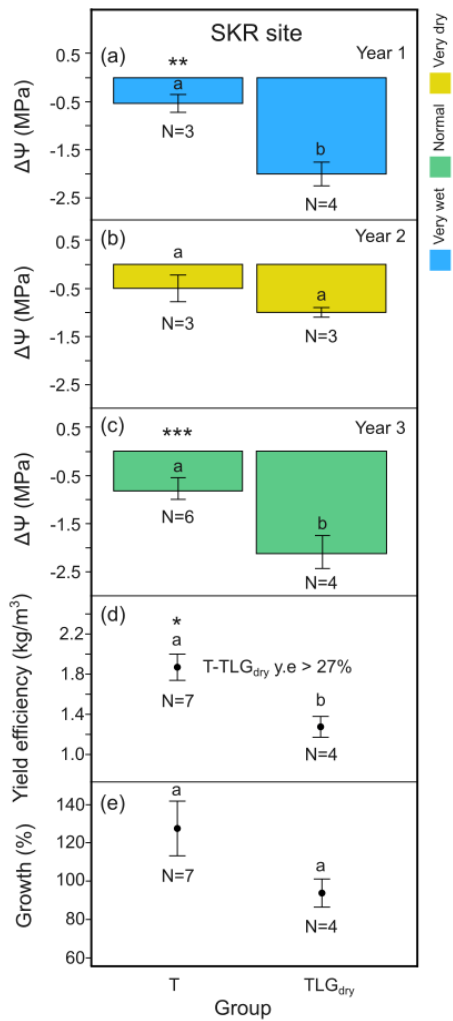 SKR site
(a)
Year 1
**
a
b
N=3
N=4
0.5
-0.5
-1.5
-2.5
ΔΨ (MPa)
(b)
Year 2
a
a
N=3
N=3
0.5
-0.5
-1.5
-2.5
ΔΨ (MPa)
(c)
Year 3
***
a
b
N=6
N=4
0.5
-0.5
-1.5
-2.5
ΔΨ (MPa)
(d)
*
a
T-TLGdry y.e > 27%
b
N=7
N=4
2.2
1.8
1.4
1.0
Yield efficiency (kg/m³)
(e)
a
a
N=7
N=4
140
120
100
80
60
Growth (%)
T
TLGdry
Group
Very dry
Normal
Very wet